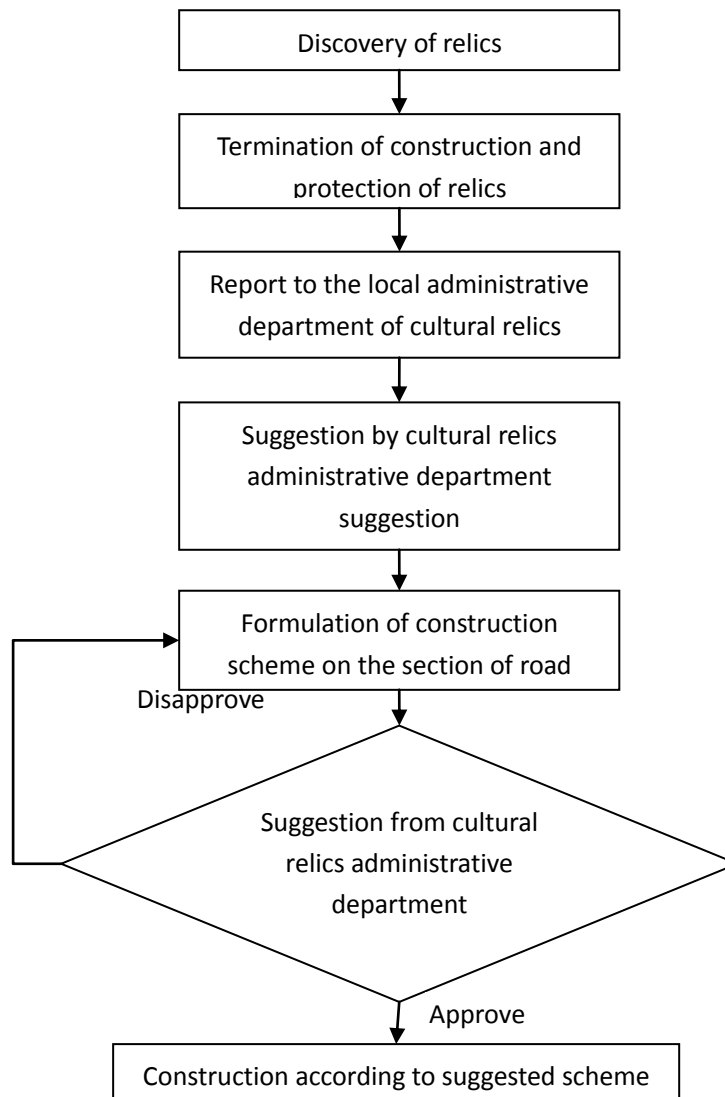 Discovery of relics
Termination of construction and
protection of relics
Report to the local administrative
department of cultural relics
Suggestion by cultural relics
administrative department
suggestion
Formulation of construction
scheme on the section of road
Disapprove
Suggestion from cultural
relics administrative
department
Approve
Construction according to suggested scheme